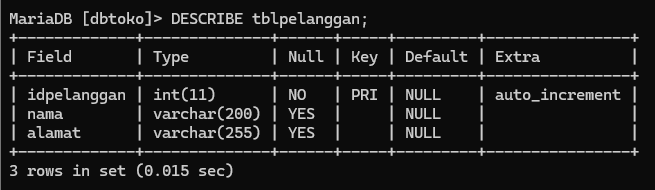 MariaDB [dbtoko]> DESCRIBE tblpelanggan;
+-------------+--------------+------+-----+---------+----------------+
| Field       | Type         | Null | Key | Default | Extra          |
+-------------+--------------+------+-----+---------+----------------+
| idpelanggan | int(11)      | NO   | PRI | NULL    | auto_increment |
| nama        | varchar(200) | YES  |     | NULL    |                |
| alamat      | varchar(255) | YES  |     | NULL    |                |
+-------------+--------------+------+-----+---------+----------------+
3 rows in set (0.015 sec)